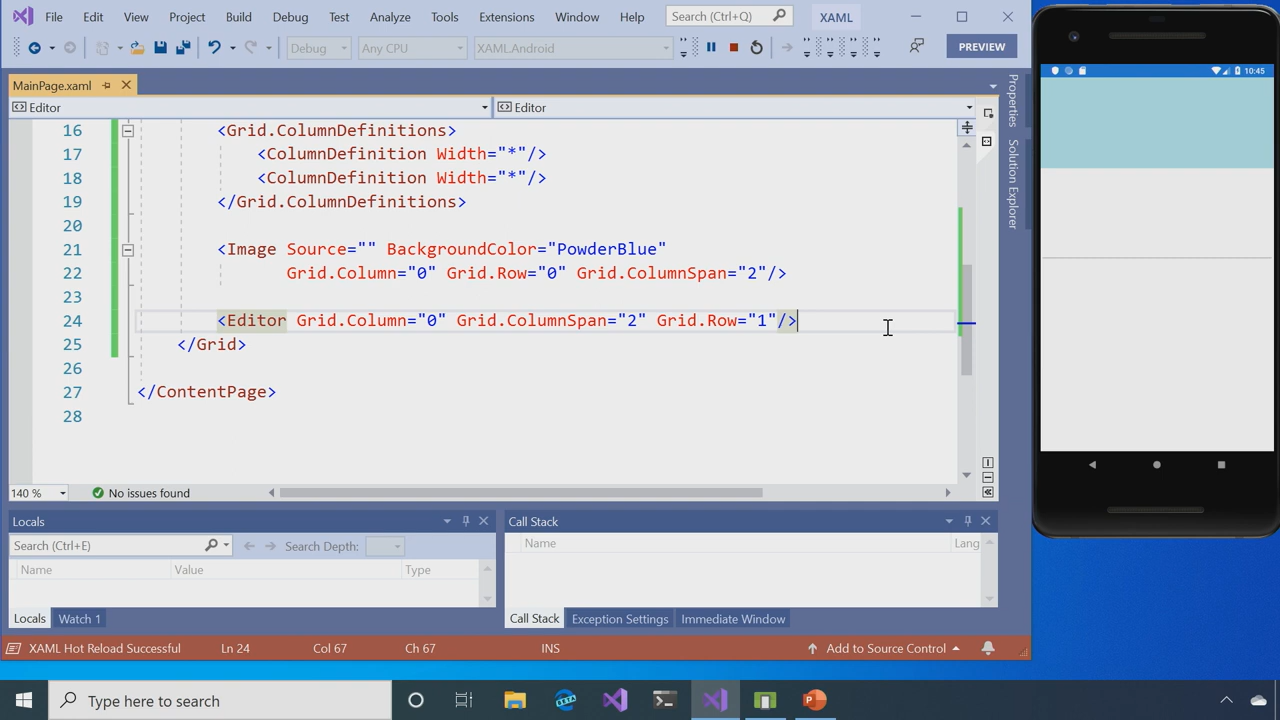 File Edit View Project Build Debug Test Analyze Tools Extensions Window Help Search (Ctrl+Q) XAML
Debug Any CPU XAML.Android PREVIEW
MainPage.xaml
Editor Editor
16 <Grid.ColumnDefinitions>
17 <ColumnDefinition Width="*"/>
18 <ColumnDefinition Width="*"/>
19 </Grid.ColumnDefinitions>
20
21 <Image Source="" BackgroundColor="PowderBlue"
22 Grid.Column="0" Grid.Row="0" Grid.ColumnSpan="2"/>
23
24 <Editor Grid.Column="0" Grid.ColumnSpan="2" Grid.Row="1"/>
25 </Grid>
26
27 </ContentPage>
28
140 % No issues found
Properties
Solution Explorer
10:45
Locals
Search (Ctrl+E) Search Depth:
Name Value Type
Locals Watch 1
Call Stack
Name Lang
Call Stack Exception Settings Immediate Window
XAML Hot Reload Successful Ln 24 Col 67 Ch 67 INS Add to Source Control
Type here to search